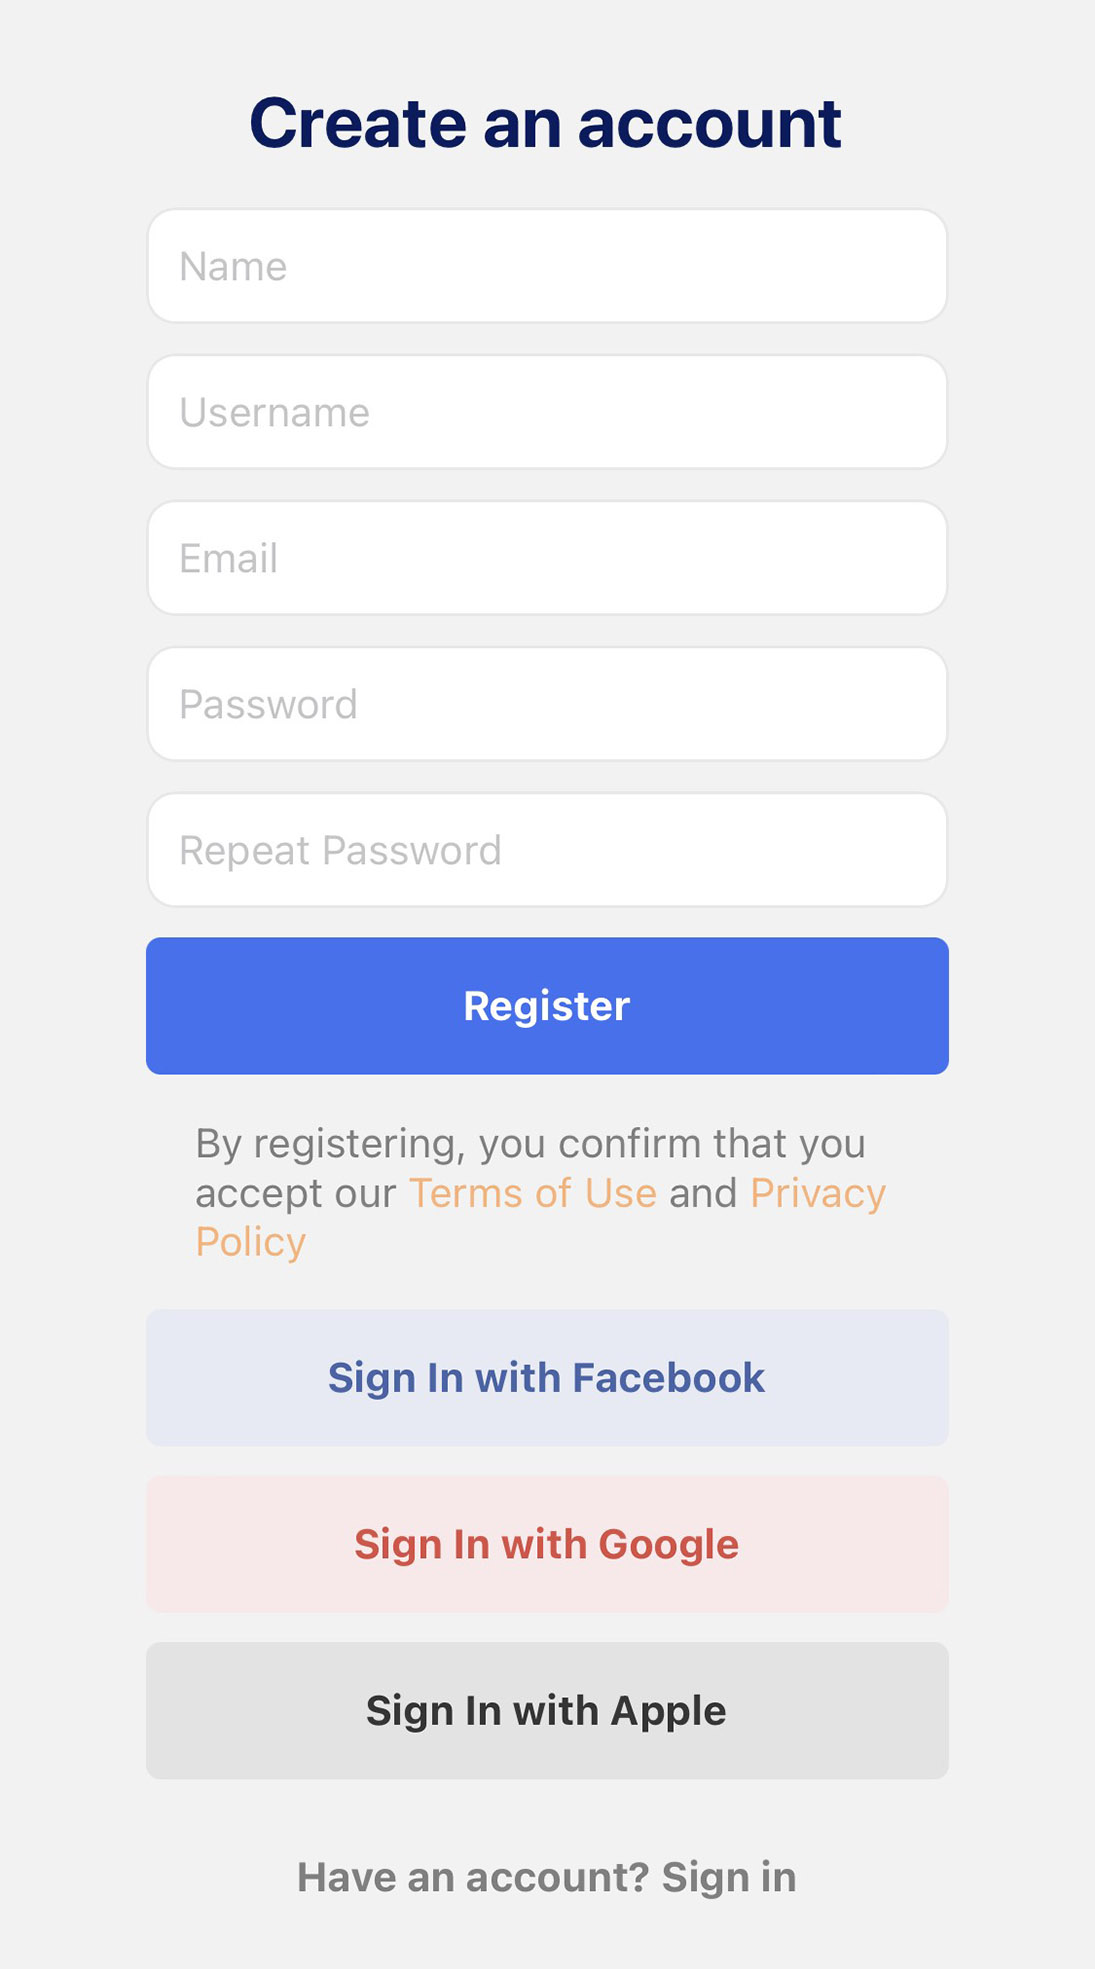 Create an account
Name
Username
Email
Password
Repeat Password
Register
By registering, you confirm that you
accept our Terms of Use and Privacy
Policy
Sign In with Facebook
Sign In with Google
Sign In with Apple
Have an account? Sign in